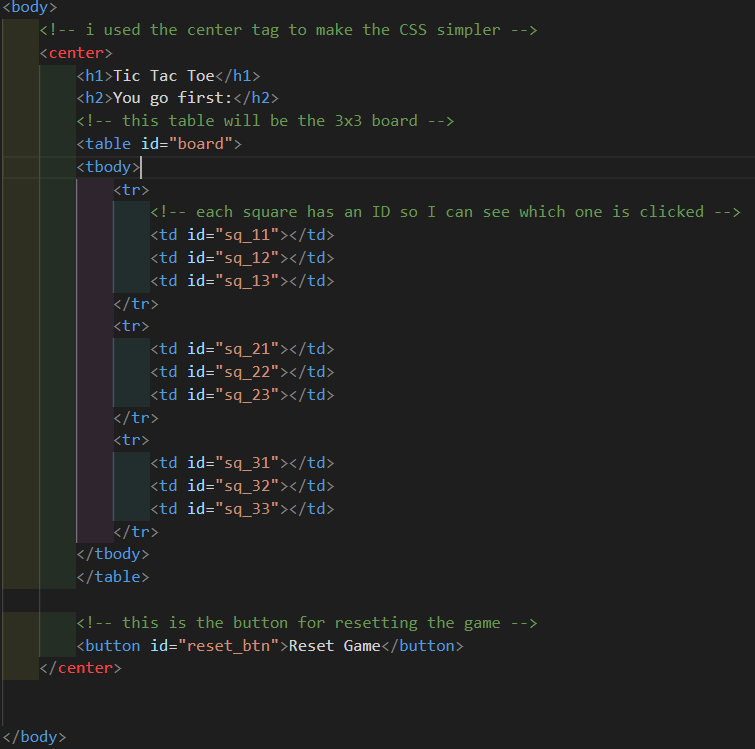 <body>
<!-- i used the center tag to make the CSS simpler -->
<center>
<h1>Tic Tac Toe</h1>
<h2>You go first:</h2>
<!-- this table will be the 3x3 board -->
<table id="board">
<tbody>
<tr>
<!-- each square has an ID so I can see which one is clicked -->
<td id="sq_11"></td>
<td id="sq_12"></td>
<td id="sq_13"></td>
</tr>
<tr>
<td id="sq_21"></td>
<td id="sq_22"></td>
<td id="sq_23"></td>
</tr>
<tr>
<td id="sq_31"></td>
<td id="sq_32"></td>
<td id="sq_33"></td>
</tr>
</tbody>
</table>
<!-- this is the button for resetting the game -->
<button id="reset_btn">Reset Game</button>
</center>
</body>